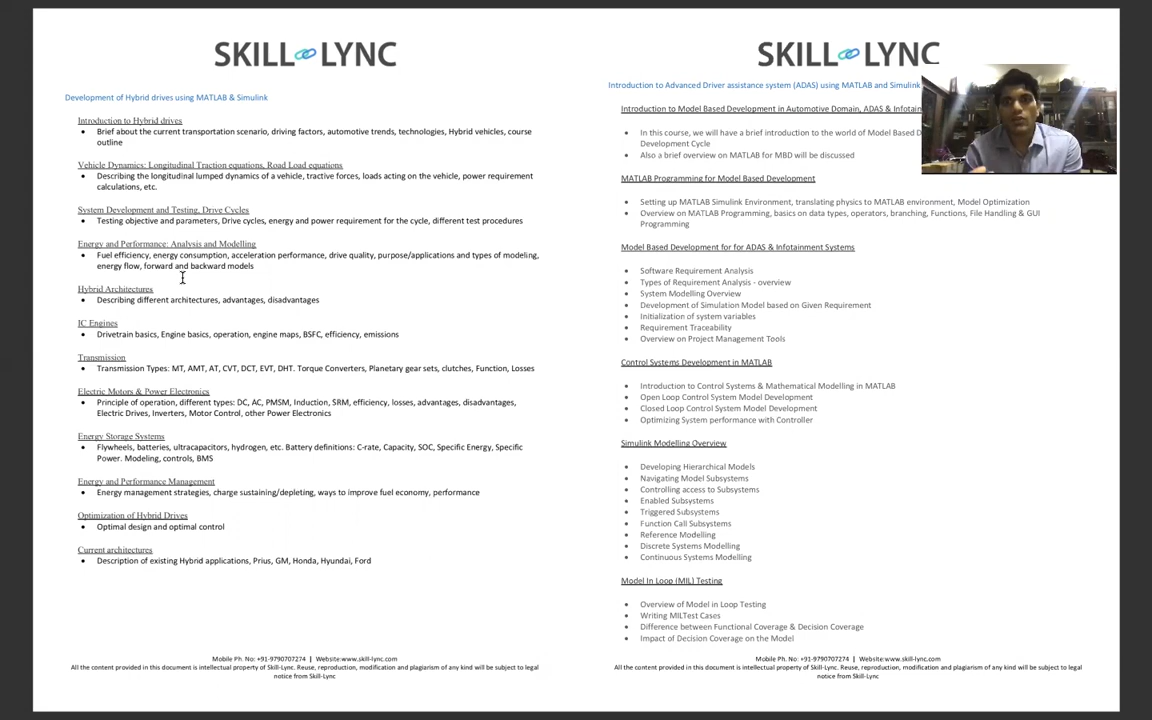 SKILL LYNC
Development of Hybrid drives using MATLAB & Simulink
Introduction to Hybrid drives
• Brief about the current transportation scenario, driving factors, automotive trends, technologies, Hybrid vehicles, course
outline
Vehicle Dynamics: Longitudinal Traction equations, Road Load equations
• Describing the longitudinal lumped dynamics of a vehicle, tractive forces, loads acting on the vehicle, power requirement
calculations, etc.
System Development and Testing, Drive Cycles
• Testing objective and parameters, Drive cycles, energy and power requirement for the cycle, different test procedures
Energy and Performance: Analysis and Modelling
• Fuel efficiency, energy consumption, acceleration performance, drive quality, purpose/applications and types of modeling,
energy flow, forward and backward models
Hybrid Architectures
• Describing different architectures, advantages, disadvantages
IC Engines
• Drivetrain basics, Engine basics, operation, engine maps, BSFC, efficiency, emissions
Transmission
• Transmission Types: MT, AMT, AT, CVT, DCT, EVT, DHT. Torque Converters, Planetary gear sets, clutches, Function, Losses
Electric Motors & Power Electronics
• Principle of operation, different types: DC, AC, PMSM, Induction, SRM, efficiency, losses, advantages, disadvantages,
Electric Drives, Inverters, Motor Control, other Power Electronics
Energy Storage Systems
• Flywheels, batteries, ultracapacitors, hydrogen, etc. Battery definitions: C-rate, Capacity, SOC, Specific Energy, Specific
Power. Modeling, controls, BMS
Energy and Performance Management
• Energy management strategies, charge sustaining/depleting, ways to improve fuel economy, performance
Optimization of Hybrid Drives
• Optimal design and optimal control
Current architectures
• Description of existing Hybrid applications, Prius, GM, Honda, Hyundai, Ford
Mobile Ph. No: +91-9790707274 | Website:www.skill-lync.com
All the content provided in this document is intellectual property of Skill-Lync. Reuse, reproduction, modification and plagiarism of any kind will be subject to legal
notice from Skill-Lync
SKILL LYNC
Introduction to Advanced Driver assistance system (ADAS) using MATLAB and Simulink
Introduction to Model Based Development in Automotive Domain, ADAS & Infotain
• In this course, we will have a brief introduction to the world of Model Based D
Development Cycle
• Also a brief overview on MATLAB for MBD will be discussed
MATLAB Programming for Model Based Development
• Setting up MATLAB Simulink Environment, translating physics to MATLAB environment, Model Optimization
• Overview on MATLAB Programming, basics on data types, operators, branching, Functions, File Handling & GUI
Programming
Model Based Development for for ADAS & Infotainment Systems
• Software Requirement Analysis
• Types of Requirement Analysis - overview
• System Modelling Overview
• Development of Simulation Model based on Given Requirement
• Initialization of system variables
• Requirement Traceability
• Overview on Project Management Tools
Control Systems Development in MATLAB
• Introduction to Control Systems & Mathematical Modelling in MATLAB
• Open Loop Control System Model Development
• Closed Loop Control System Model Development
• Optimizing System performance with Controller
Simulink Modelling Overview
• Developing Hierarchical Models
• Navigating Model Subsystems
• Controlling access to Subsystems
• Enabled Subsystems
• Triggered Subsystems
• Function Call Subsystems
• Reference Modelling
• Discrete Systems Modelling
• Continuous Systems Modelling
Model In Loop (MIL) Testing
• Overview of Model in Loop Testing
• Writing MILTest Cases
• Difference between Functional Coverage & Decision Coverage
• Impact of Decision Coverage on the Model
Mobile Ph. No: +91-9790707274 | Website:www.skill-lync.com
All the content provided in this document is intellectual property of Skill-Lync. Reuse, reproduction, modification and plagiarism of any kind will be subject to legal
notice from Skill-Lync